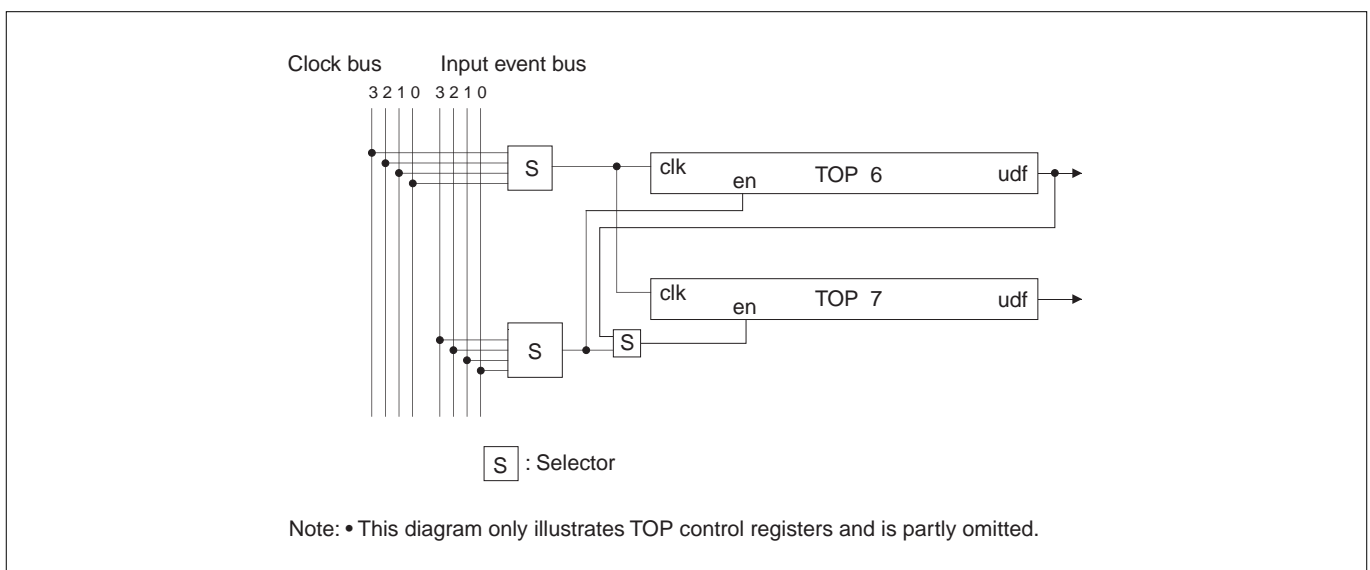 Clock bus Input event bus
3 2 1 0 3 2 1 0
S
clk
en
TOP 6
udf
clk
en
TOP 7
udf
S
S
S : Selector
Note: • This diagram only illustrates TOP control registers and is partly omitted.